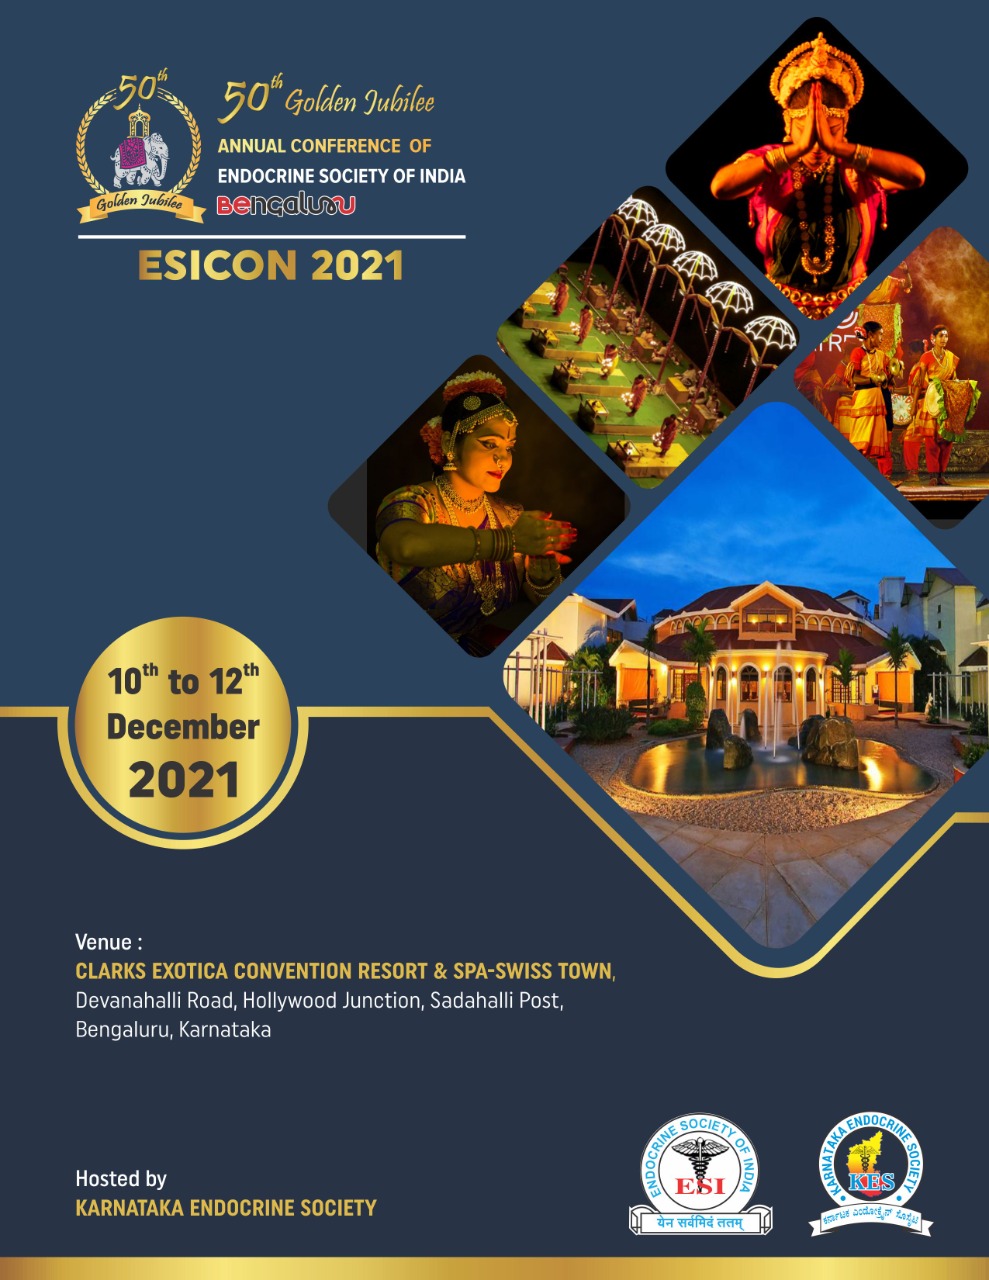 50th
Golden Jubilee
50th Golden Jubilee
ANNUAL CONFERENCE OF
ENDOCRINE SOCIETY OF INDIA
Bengaluru
ESICON 2021
10th to 12th
December
2021
Venue :
CLARKS EXOTICA CONVENTION RESORT & SPA-SWISS TOWN,
Devanahalli Road, Hollywood Junction, Sadahalli Post,
Bengaluru, Karnataka
Hosted by
KARNATAKA ENDOCRINE SOCIETY
ENDOCRINE SOCIETY OF INDIA
ESI
येन सर्वमिदं ततम्
KARNATAKA ENDOCRINE SOCIETY
KES
ಕರ್ನಾಟಕ ಎಂಡೋಕ್ರೈನ್ ಸೊಸೈಟಿ